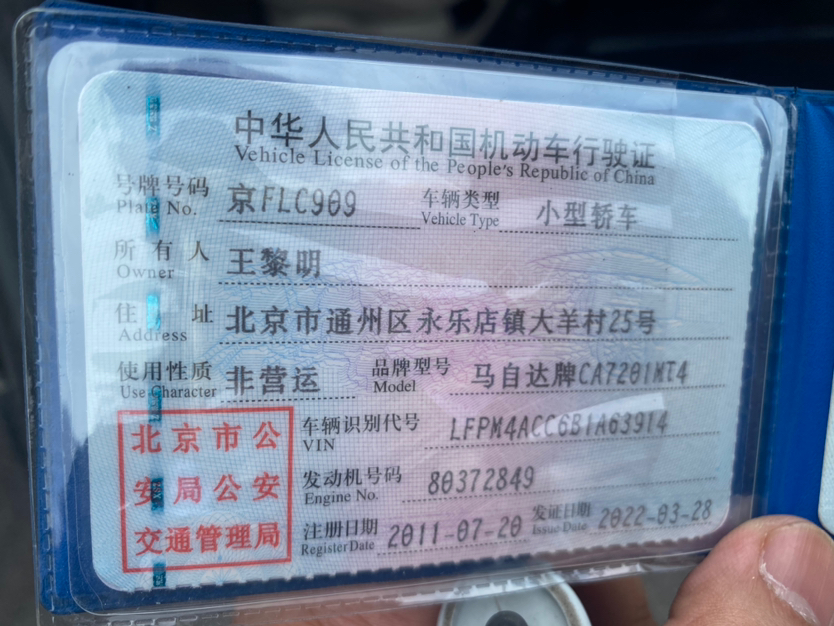 中华人民共和国机动车行驶证
Vehicle License of the People's Republic of China
号牌号码 京FLC909 车辆类型 小型轿车
Plate No. Vehicle Type
所有人 王黎明
Owner
住址 北京市通州区永乐店镇大羊村25号
Address
使用性质 非营运 品牌型号 马自达牌CA7201MT4
Use Character Model
北京市公安局公安交通管理局
车辆识别代号 LFPM4ACC6B1A63914
VIN
发动机号码 80372849
Engine No.
注册日期 2011-07-20 发证日期 2022-03-28
Register Date Issue Date